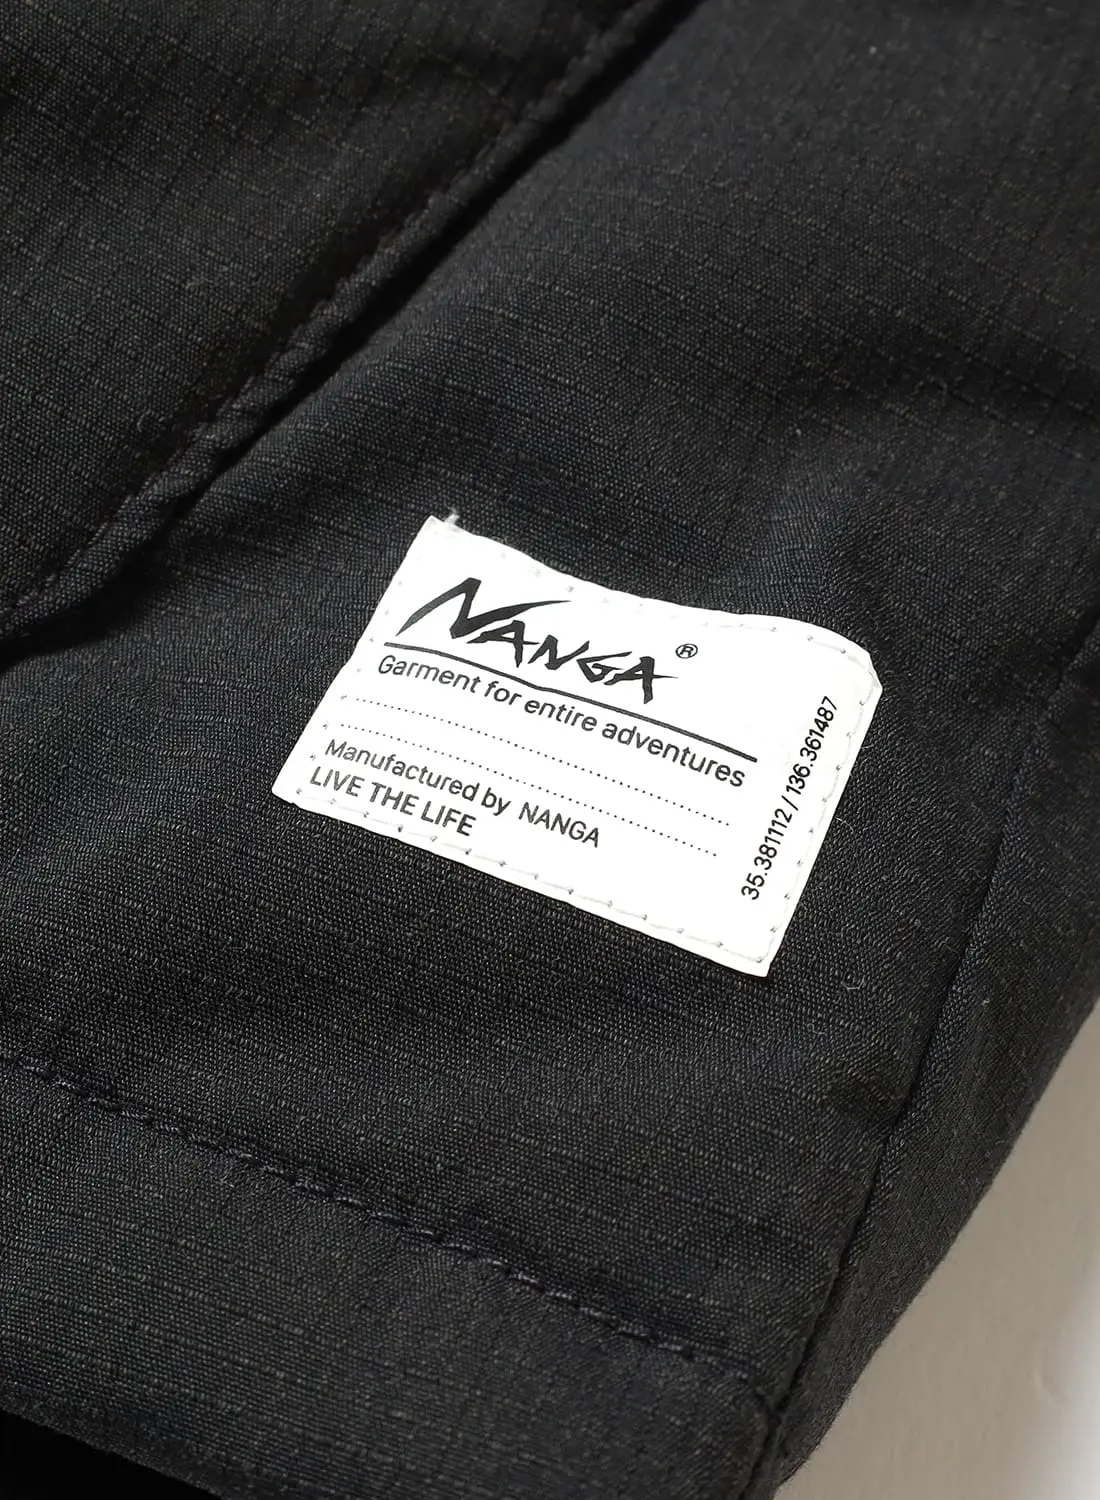 NANGA®
Garment for entire adventures
Manufactured by NANGA
LIVE THE LIFE
35.381112 / 136.361487